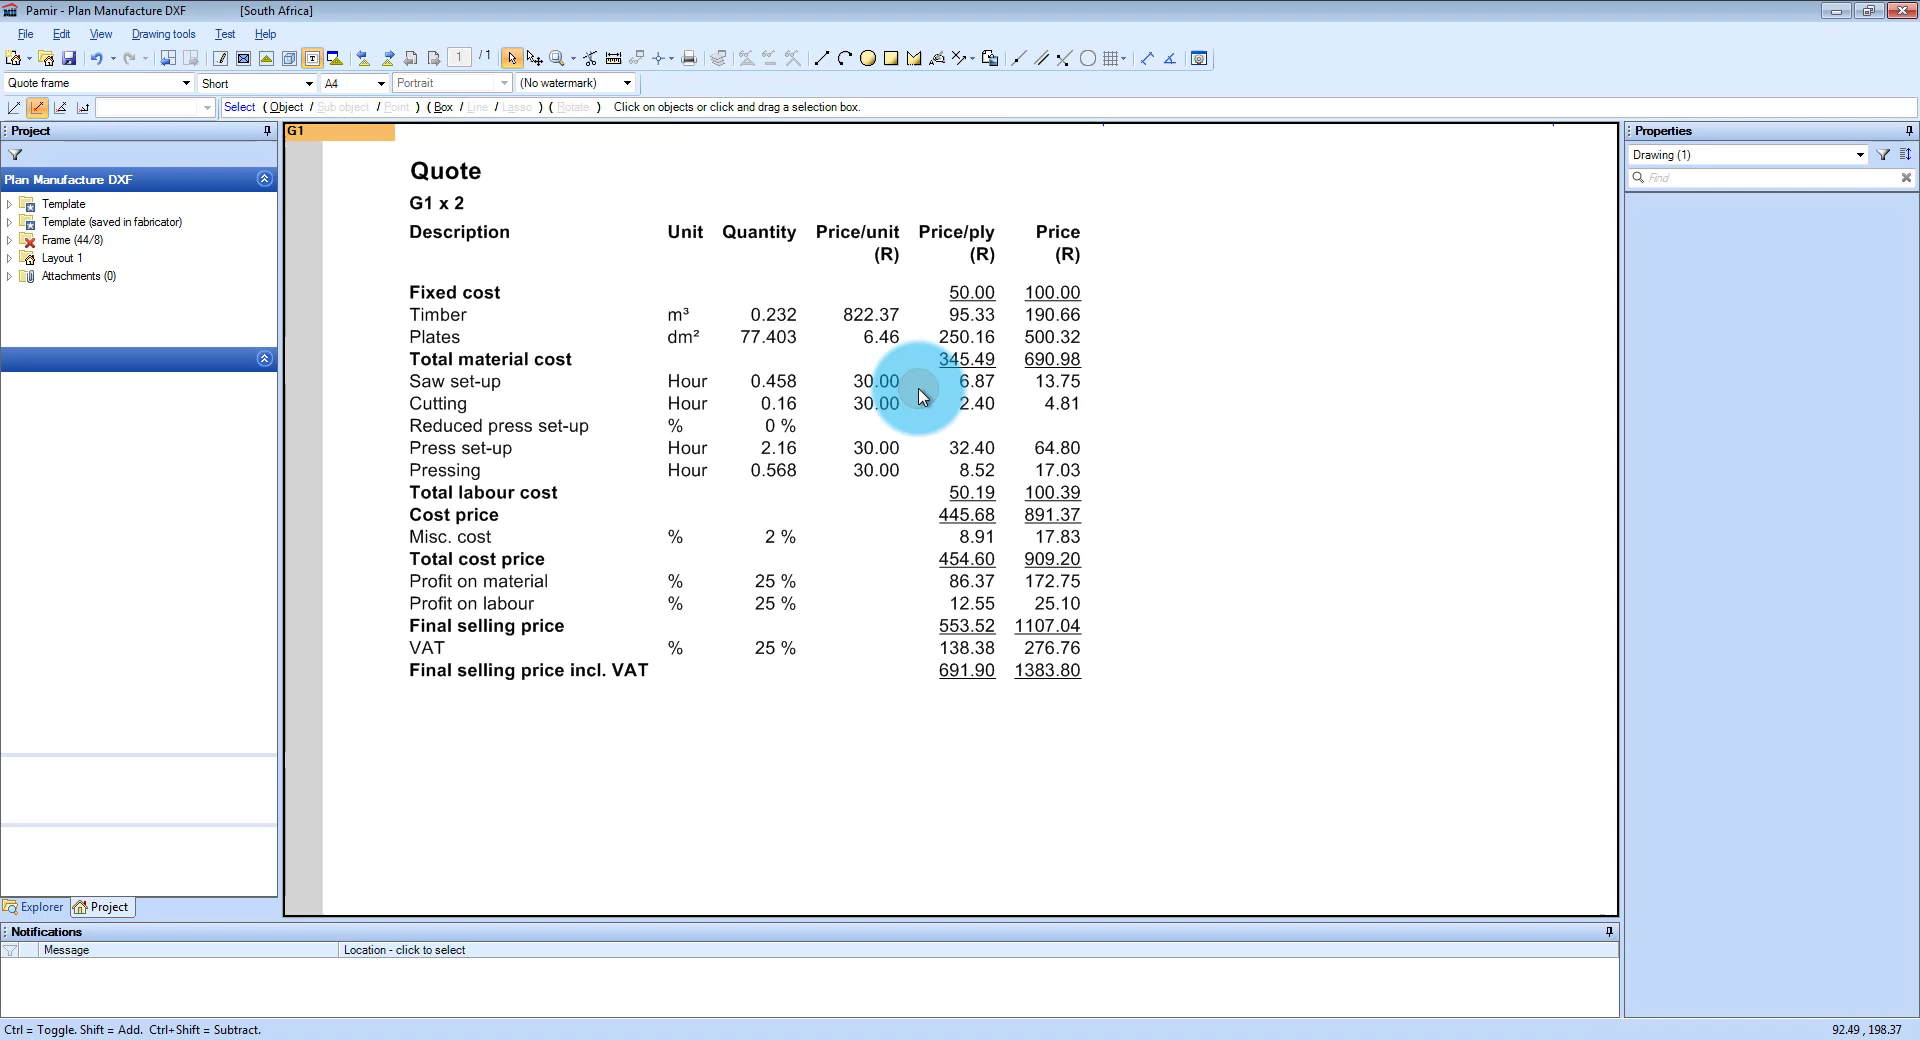 Pamir - Plan Manufacture DXF [South Africa]
File Edit View Drawing tools Test Help
1 / 1
Quote frame Short A4 Portrait (No watermark)
Select ( Object / Sub object / Point ) ( Box / Line / Lasso ) ( Rotate ) Click on objects or click and drag a selection box.
Project
Plan Manufacture DXF
Template
Template (saved in fabricator)
Frame (44/8)
Layout 1
Attachments (0)
Explorer Project
G1
Quote
G1 x 2
Description Unit Quantity Price/unit Price/ply Price
(R) (R) (R)
Fixed cost 50.00 100.00
Timber m³ 0.232 822.37 95.33 190.66
Plates dm² 77.403 6.46 250.16 500.32
Total material cost 345.49 690.98
Saw set-up Hour 0.458 30.00 6.87 13.75
Cutting Hour 0.16 30.00 2.40 4.81
Reduced press set-up % 0 %
Press set-up Hour 2.16 30.00 32.40 64.80
Pressing Hour 0.568 30.00 8.52 17.03
Total labour cost 50.19 100.39
Cost price 445.68 891.37
Misc. cost % 2 % 8.91 17.83
Total cost price 454.60 909.20
Profit on material % 25 % 86.37 172.75
Profit on labour % 25 % 12.55 25.10
Final selling price 553.52 1107.04
VAT % 25 % 138.38 276.76
Final selling price incl. VAT 691.90 1383.80
Properties
Drawing (1)
Find
Notifications
Message Location - click to select
Ctrl = Toggle. Shift = Add. Ctrl+Shift = Subtract. 92.49 , 198.37